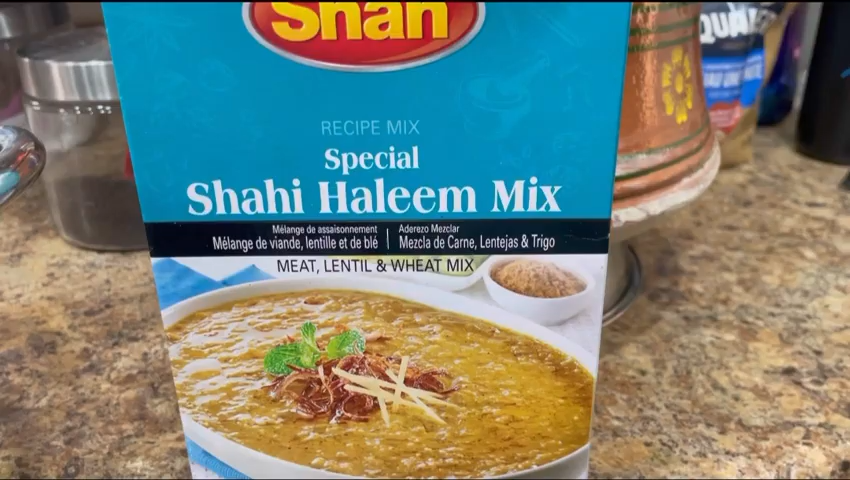 Shan
RECIPE MIX
Special
Shahi Haleem Mix
Mélange de assaisonnement
Mélange de viande, lentille et de blé
Aderezo Mezclar
Mezcla de Carne, Lentejas & Trigo
MEAT, LENTIL & WHEAT MIX
QUAK